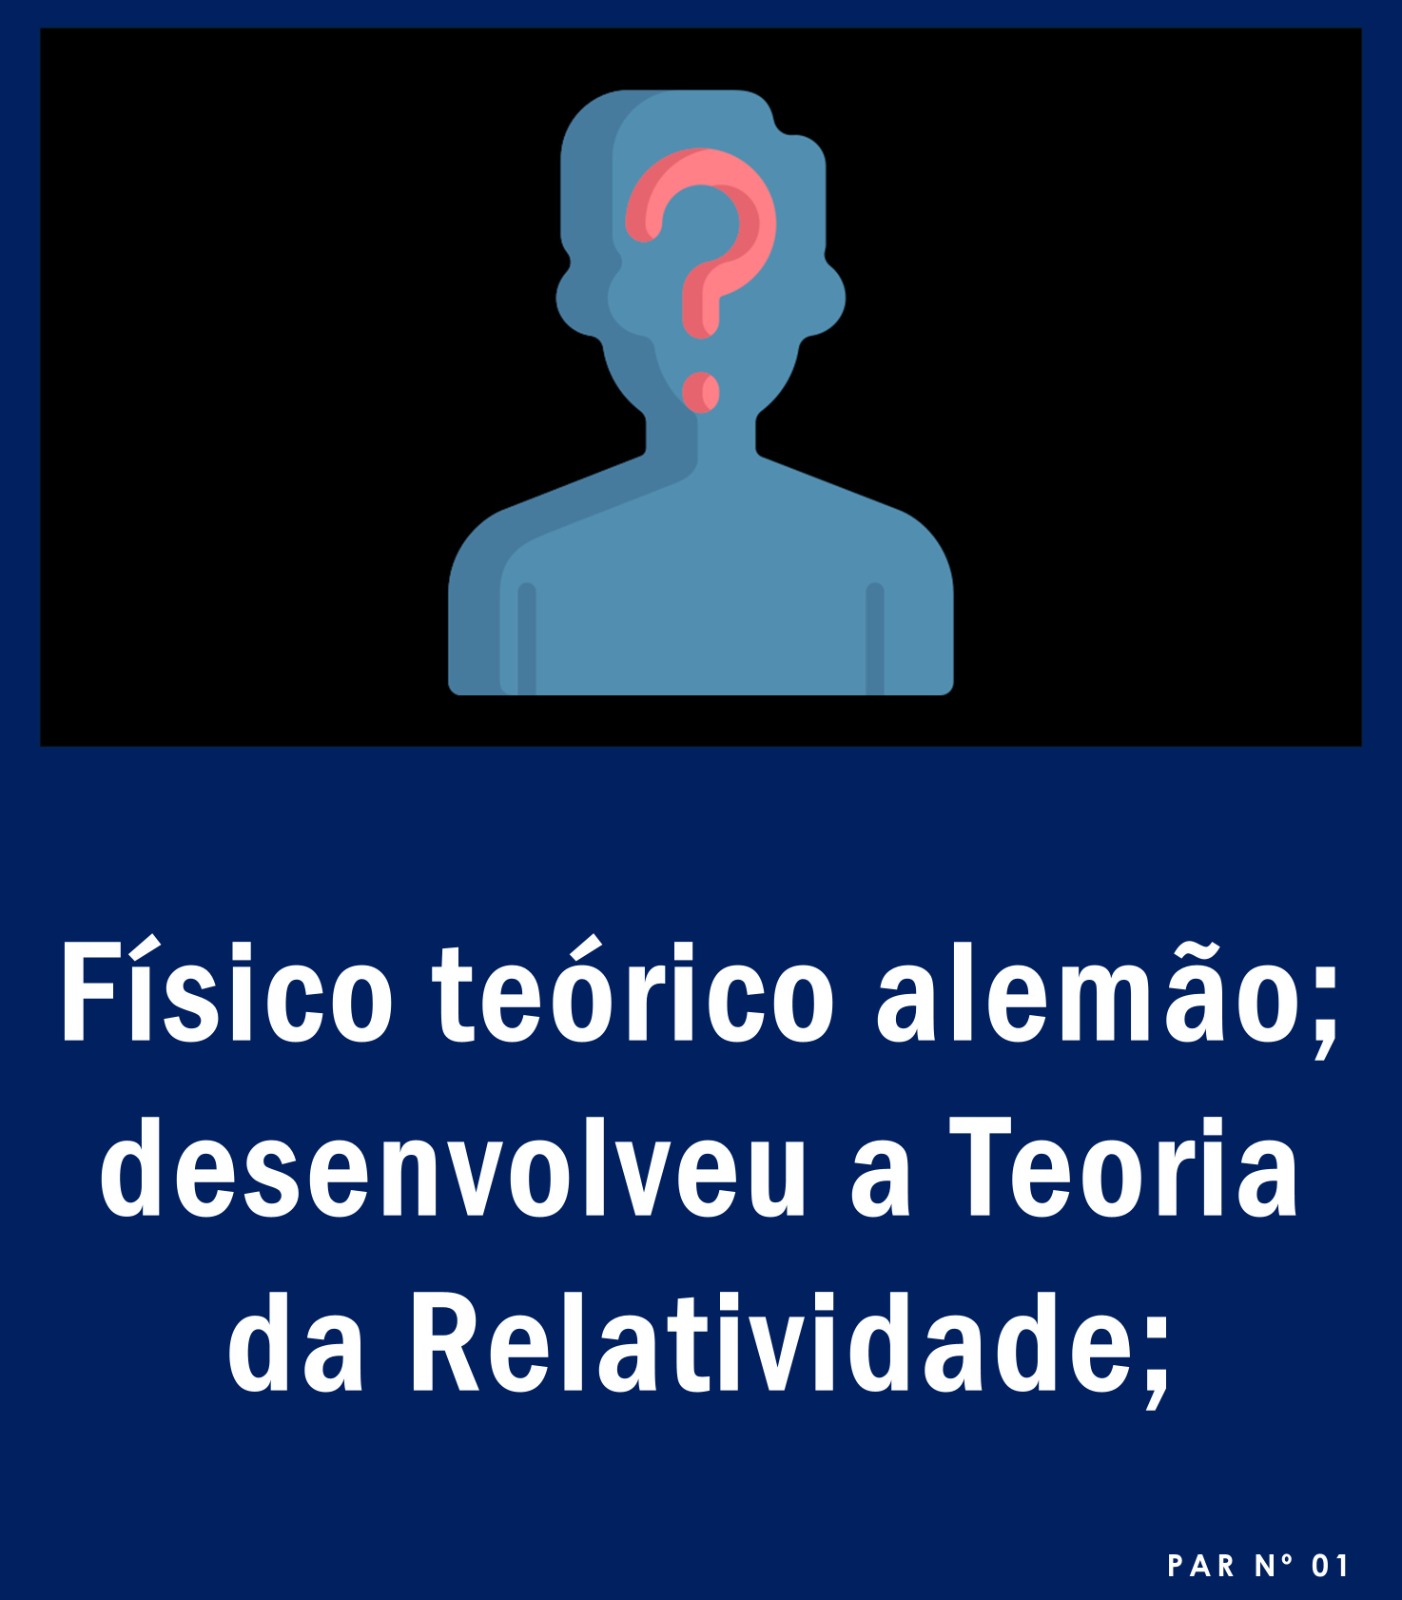 Físico teórico alemão;
desenvolveu a Teoria
da Relatividade;
PAR Nº 01